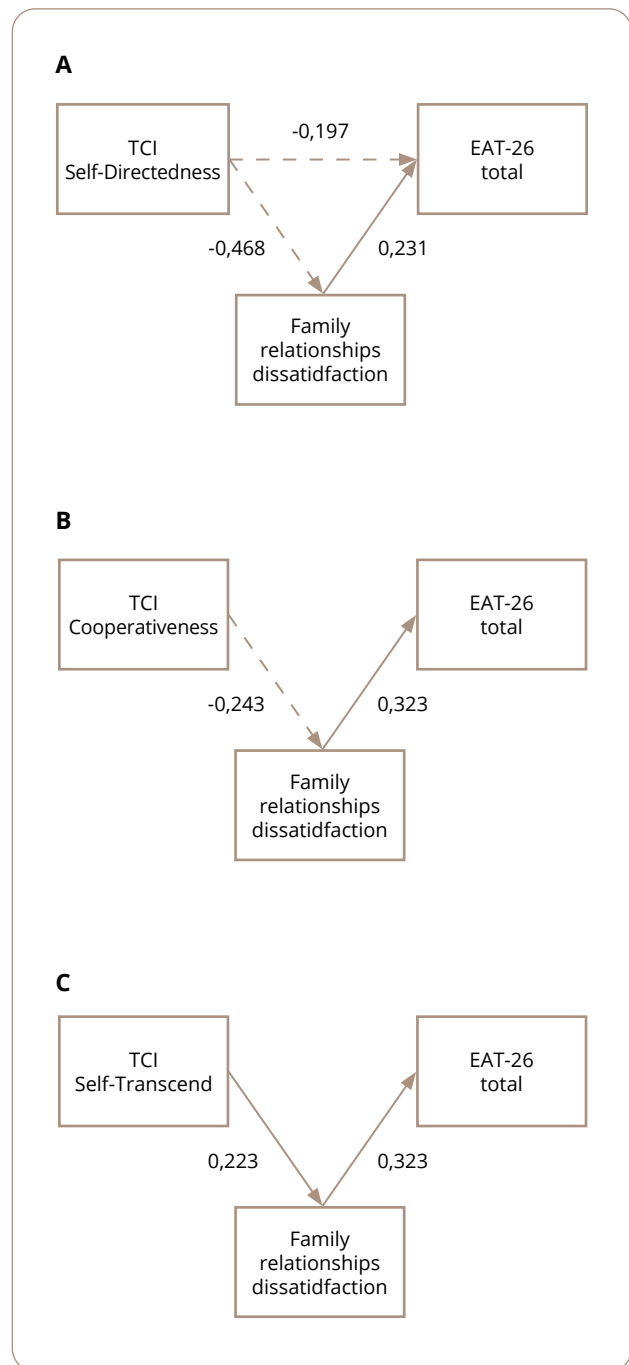 A
TCI
Self-Directedness
-0,197
EAT-26
total
-0,468
0,231
Family
relationships
dissatidfaction
B
TCI
Cooperativeness
EAT-26
total
-0,243
0,323
Family
relationships
dissatidfaction
C
TCI
Self-Transcend
EAT-26
total
0,223
0,323
Family
relationships
dissatidfaction